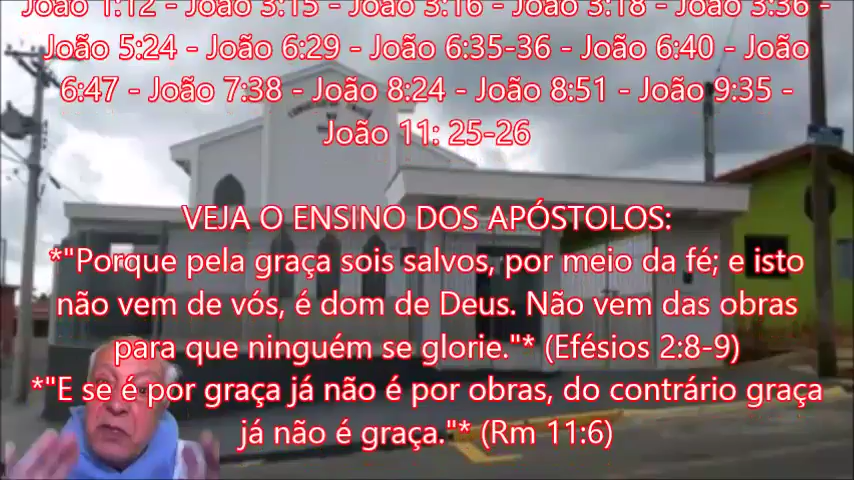 João 1:12 - João 3:15 - João 3:16 - João 3:18 - João 3:36 -
João 5:24 - João 6:29 - João 6:35-36 - João 6:40 - João
6:47 - João 7:38 - João 8:24 - João 8:51 - João 9:35 -
João 11: 25-26
VEJA O ENSINO DOS APÓSTOLOS:
*"Porque pela graça sois salvos, por meio da fé; e isto
não vem de vós, é dom de Deus. Não vem das obras
para que ninguém se glorie."* (Efésios 2:8-9)
*"E se é por graça já não é por obras, do contrário graça
já não é graça."* (Rm 11:6)